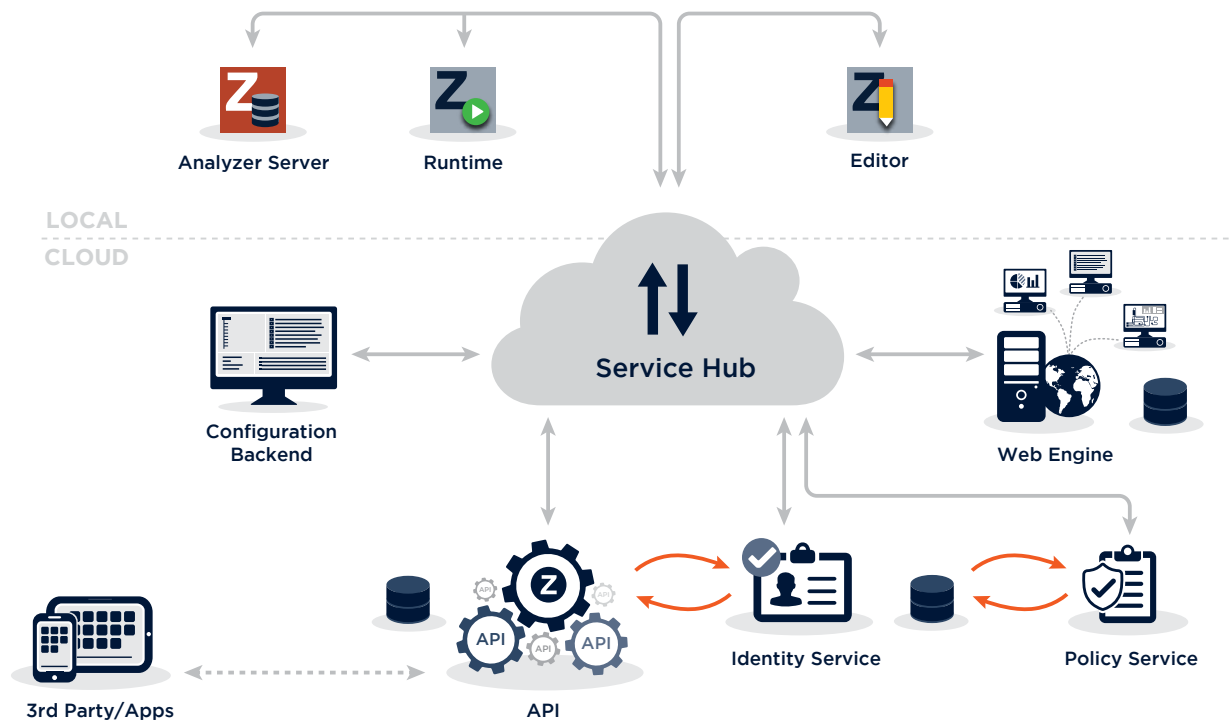 Z
Z
Z
Analyzer Server
Runtime
Editor
LOCAL
CLOUD
Service Hub
Configuration
Backend
Web Engine
Z
API
API
API
API
API
Identity Service
Policy Service
3rd Party/Apps
API